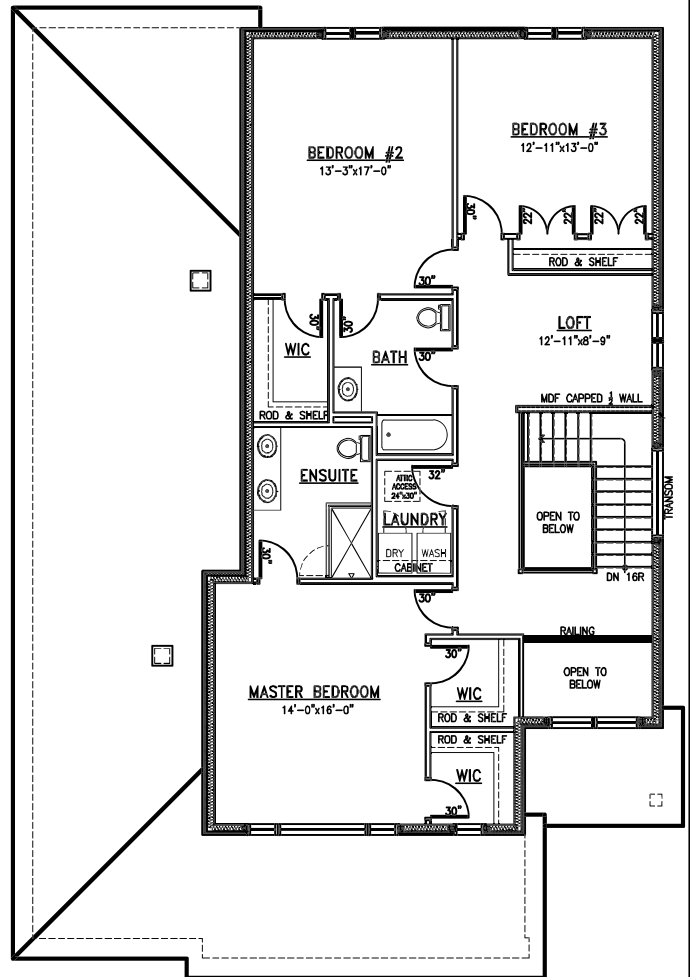 BEDROOM #2
13'-3"x17'-0"
BEDROOM #3
12'-11"x13'-0"
30"
22"
22"
22"
22"
ROD & SHELF
30"
30"
30"
WIC
BATH
30"
ROD & SHELF
LOFT
12'-11"x8'-9"
MDF CAPPED ½ WALL
ENSUITE
ATTIC
ACCESS
24"x30"
32"
LAUNDRY
DRY
WASH
CABINET
OPEN TO
BELOW
TRANSOM
DN 16R
30"
30"
RAILING
MASTER BEDROOM
14'-0"x16'-0"
30"
WIC
ROD & SHELF
OPEN TO
BELOW
ROD & SHELF
WIC
30"